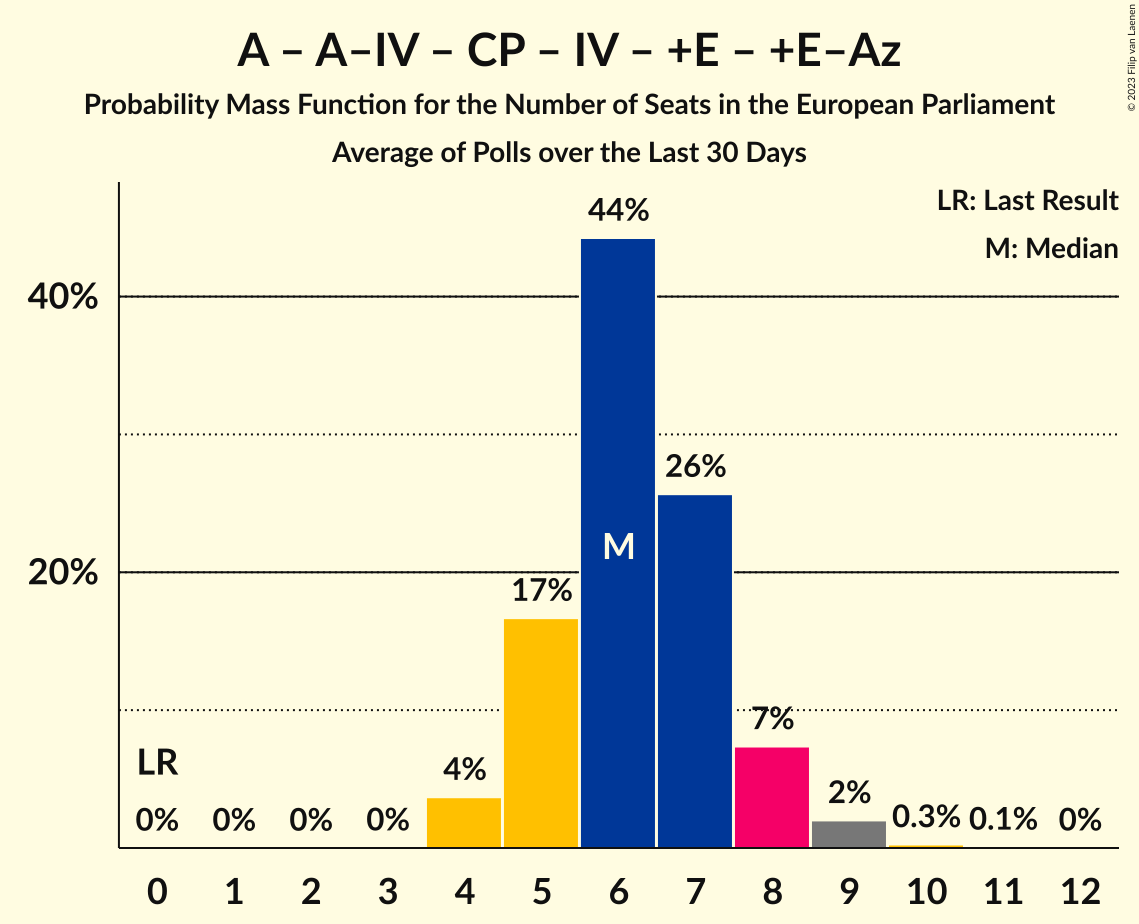 A – A–IV – CP – IV – +E – +E–Az
Probability Mass Function for the Number of Seats in the European Parliament
Average of Polls over the Last 30 Days
© 2023 Filip van Laenen
LR: Last Result
M: Median
40%
20%
LR
0%
0%
0%
0%
4%
17%
44%
M
26%
7%
2%
0.3%
0.1%
0%
0 1 2 3 4 5 6 7 8 9 10 11 12